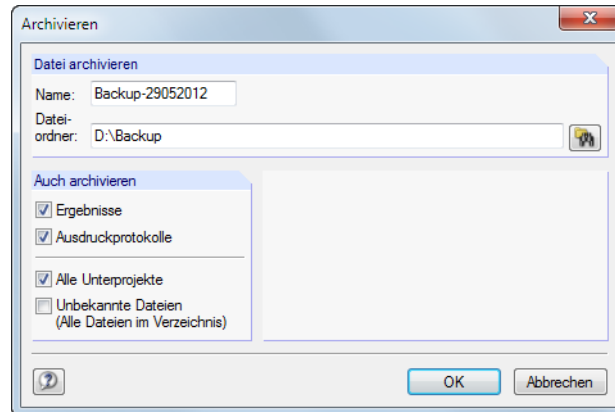 Archivieren
Datei archivieren
Name: Backup-29052012
Datei-
ordner: D:\Backup
Auch archivieren
Ergebnisse
Ausdruckprotokolle
Alle Unterprojekte
Unbekannte Dateien
(Alle Dateien im Verzeichnis)
OK Abbrechen